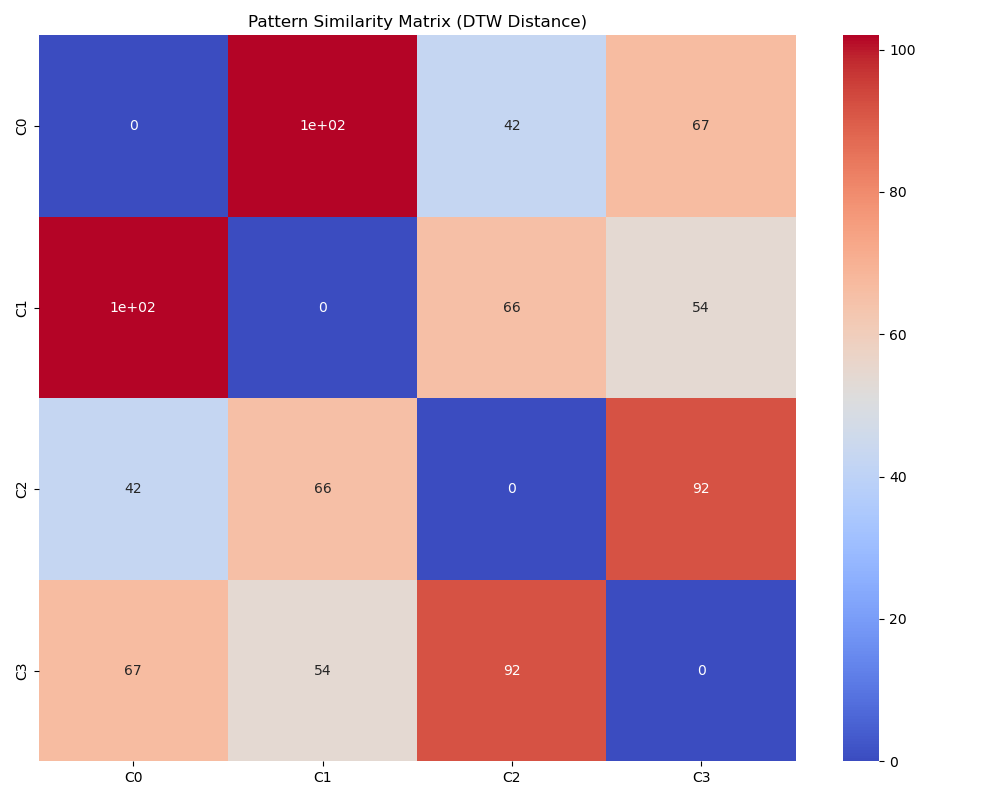 Pattern Similarity Matrix (DTW Distance)
C0 0 1e+02 42 67
C1 1e+02 0 66 54
C2 42 66 0 92
C3 67 54 92 0
C0 C1 C2 C3
100
80
60
40
20
0